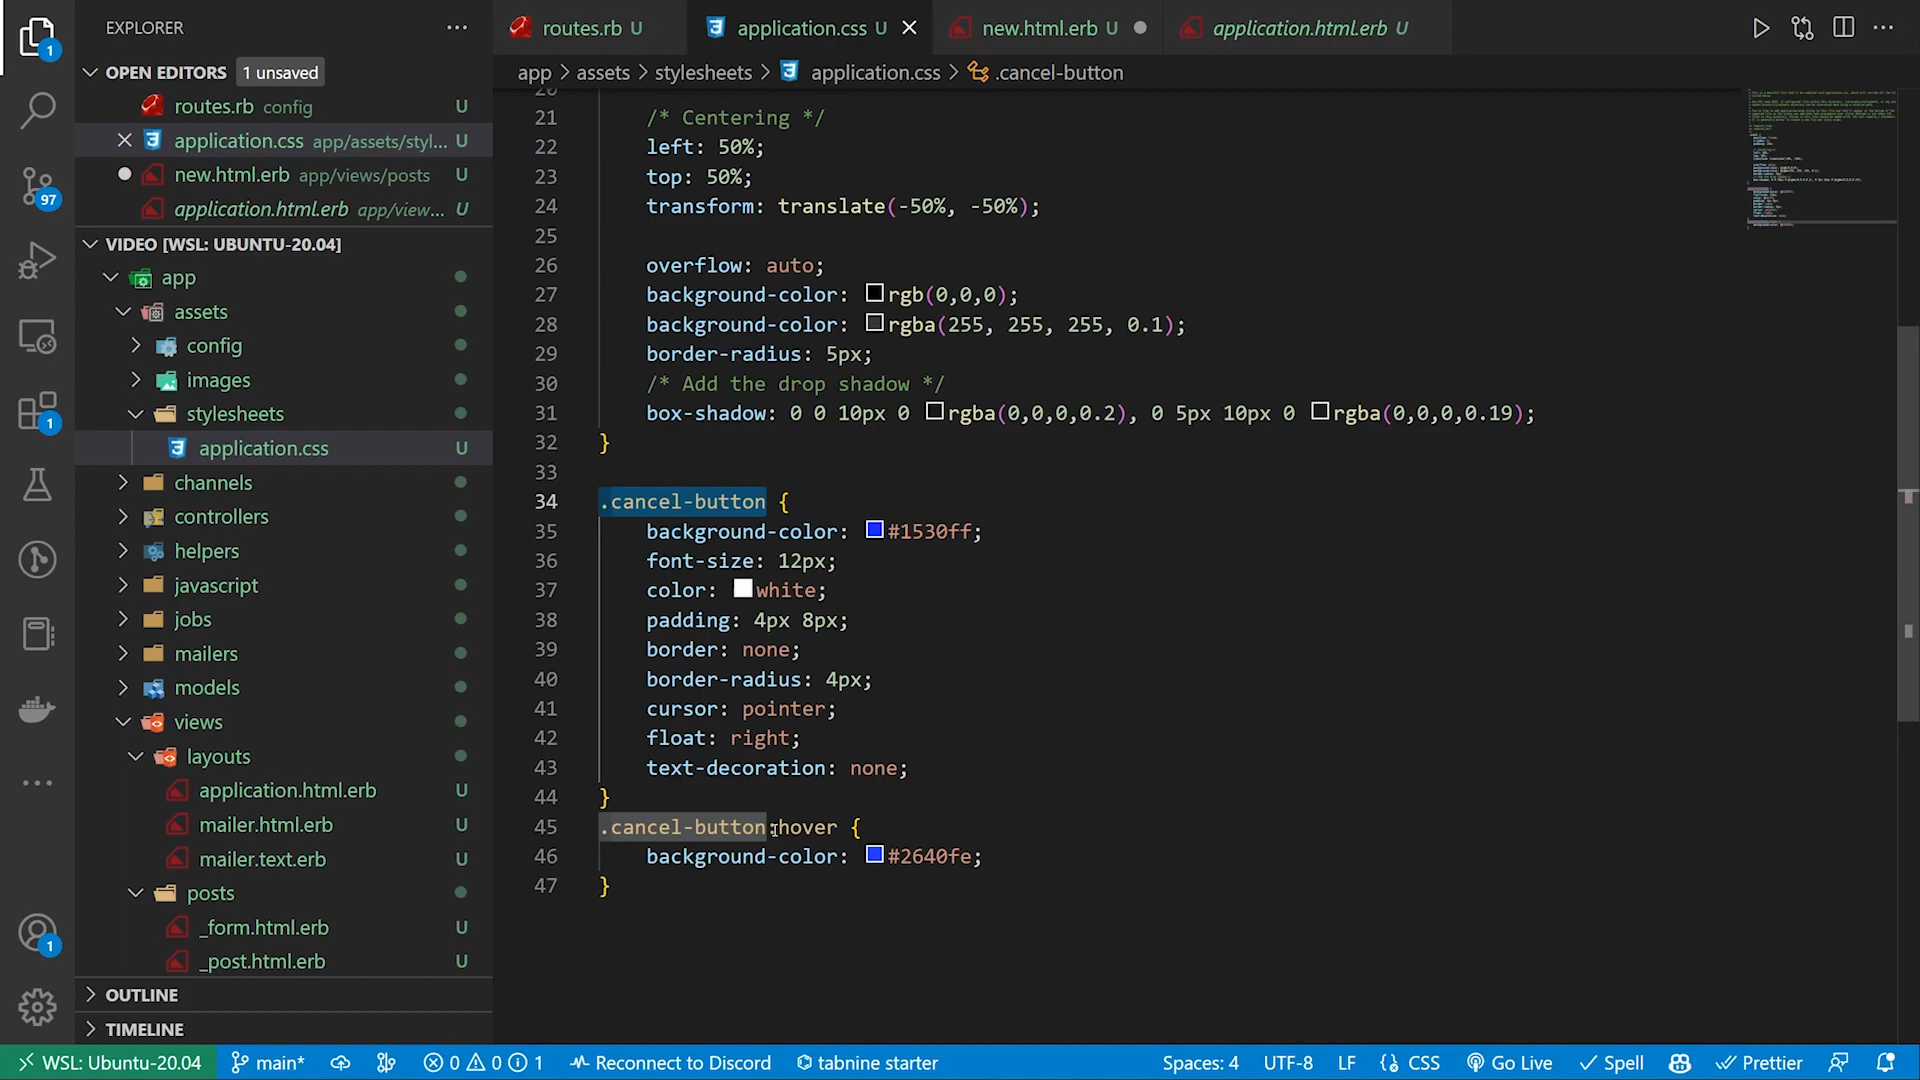 EXPLORER
OPEN EDITORS 1 unsaved
routes.rb config U
application.css app/assets/styl... U
new.html.erb app/views/posts U
application.html.erb app/view... U
VIDEO [WSL: UBUNTU-20.04]
app
assets
config
images
stylesheets
application.css U
channels
controllers
helpers
javascript
jobs
mailers
models
views
layouts
application.html.erb U
mailer.html.erb U
mailer.text.erb U
posts
_form.html.erb U
_post.html.erb U
OUTLINE
TIMELINE
1
97
1
1
routes.rb U application.css U new.html.erb U application.html.erb U
app > assets > stylesheets > application.css > .cancel-button
20
21 /* Centering */
22 left: 50%;
23 top: 50%;
24 transform: translate(-50%, -50%);
25
26 overflow: auto;
27 background-color: rgb(0,0,0);
28 background-color: rgba(255, 255, 255, 0.1);
29 border-radius: 5px;
30 /* Add the drop shadow */
31 box-shadow: 0 0 10px 0 rgba(0,0,0,0.2), 0 5px 10px 0 rgba(0,0,0,0.19);
32 }
33
34 .cancel-button {
35 background-color: #1530ff;
36 font-size: 12px;
37 color: white;
38 padding: 4px 8px;
39 border: none;
40 border-radius: 4px;
41 cursor: pointer;
42 float: right;
43 text-decoration: none;
44 }
45 .cancel-button:hover {
46 background-color: #2640fe;
47 }
WSL: Ubuntu-20.04 main* 0 0 1 Reconnect to Discord tabnine starter Spaces: 4 UTF-8 LF {} CSS Go Live Spell Prettier